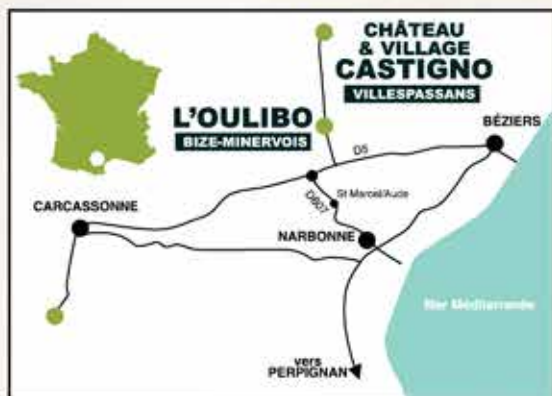 CHÂTEAU
& VILLAGE
CASTIGNO
VILLESPASSANS
L'OULIBO
BIZE-MINERVOIS
BÉZIERS
D5
St Marcel/Aude
D607
CARCASSONNE
NARBONNE
Mer Méditerranée
vers
PERPIGNAN